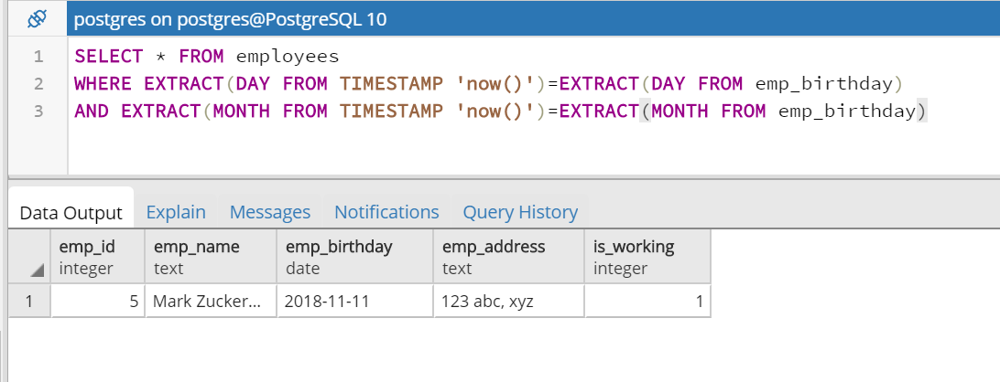 postgres on postgres@PostgreSQL 10
1 SELECT * FROM employees
2 WHERE EXTRACT(DAY FROM TIMESTAMP 'now()')=EXTRACT(DAY FROM emp_birthday)
3 AND EXTRACT(MONTH FROM TIMESTAMP 'now()')=EXTRACT(MONTH FROM emp_birthday)
Data Output Explain Messages Notifications Query History
emp_id emp_name emp_birthday emp_address is_working
integer text date text integer
1 5 Mark Zucker... 2018-11-11 123 abc, xyz 1